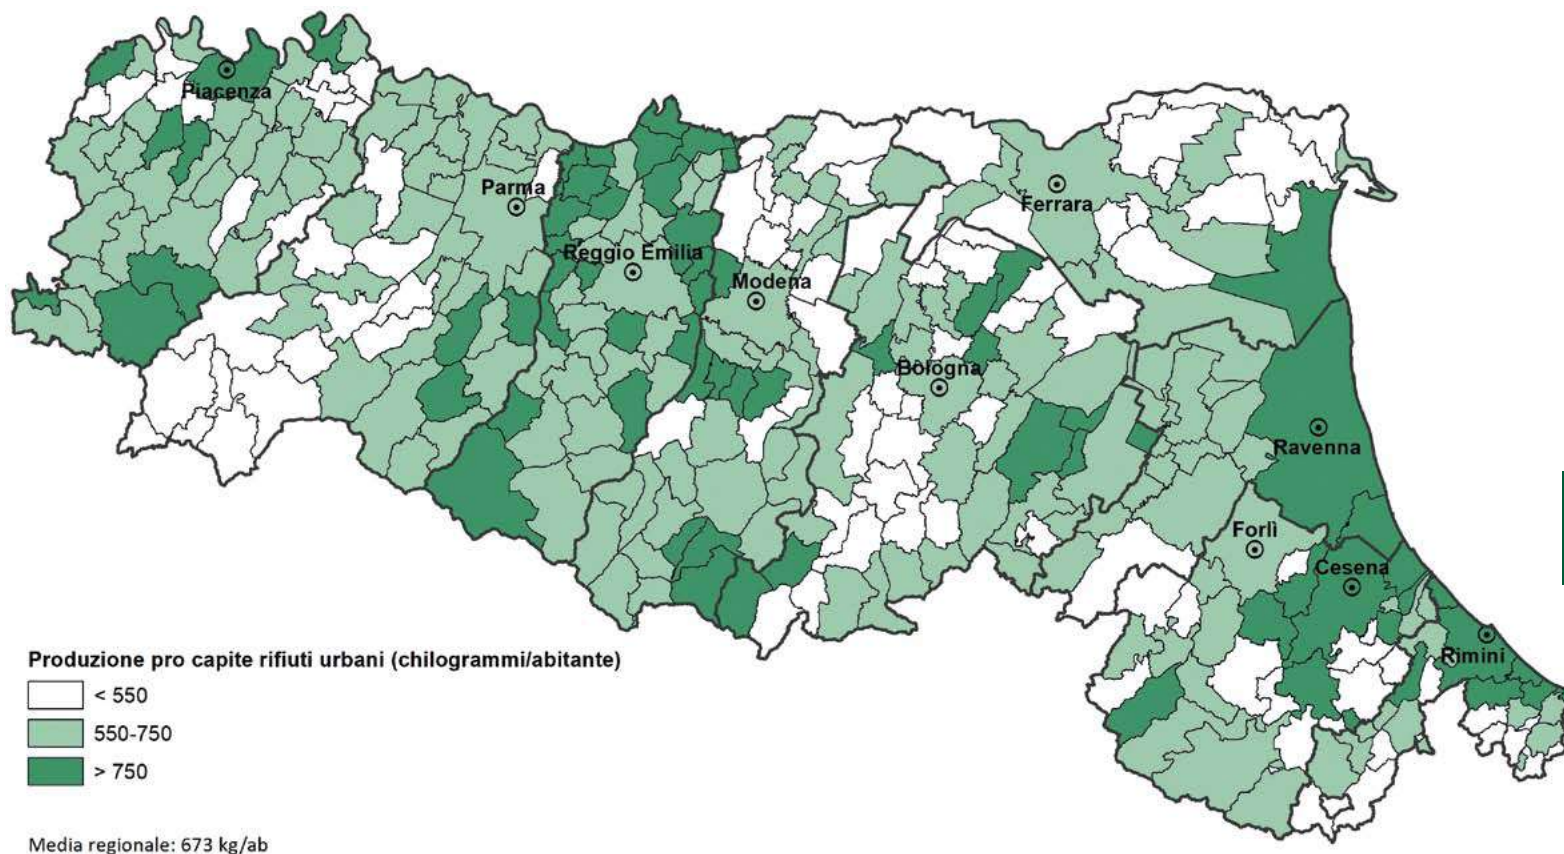 Piacenza
Parma
Ferrara
Reggio Emilia
Modena
Bologna
Ravenna
Forlì
Cesena
Rimini
Produzione pro capite rifiuti urbani (chilogrammi/abitante)
< 550
550-750
> 750
Media regionale: 673 kg/ab